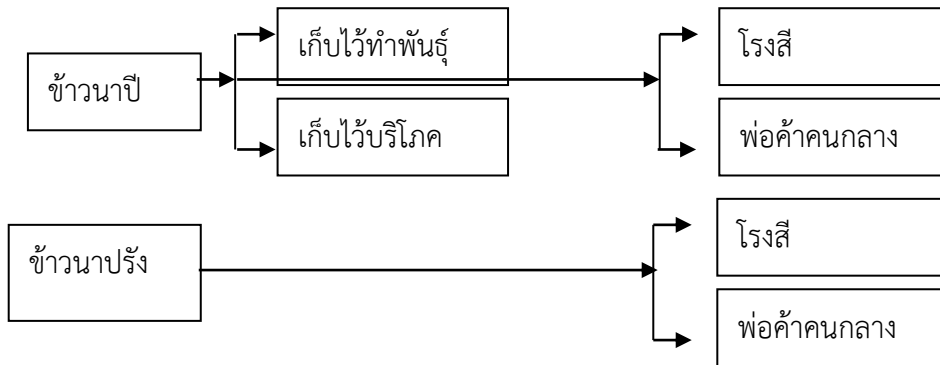 ข้าวนาปี
เก็บไว้ทำพันธุ์
เก็บไว้บริโภค
โรงสี
พ่อค้าคนกลาง
ข้าวนาปรัง
โรงสี
พ่อค้าคนกลาง